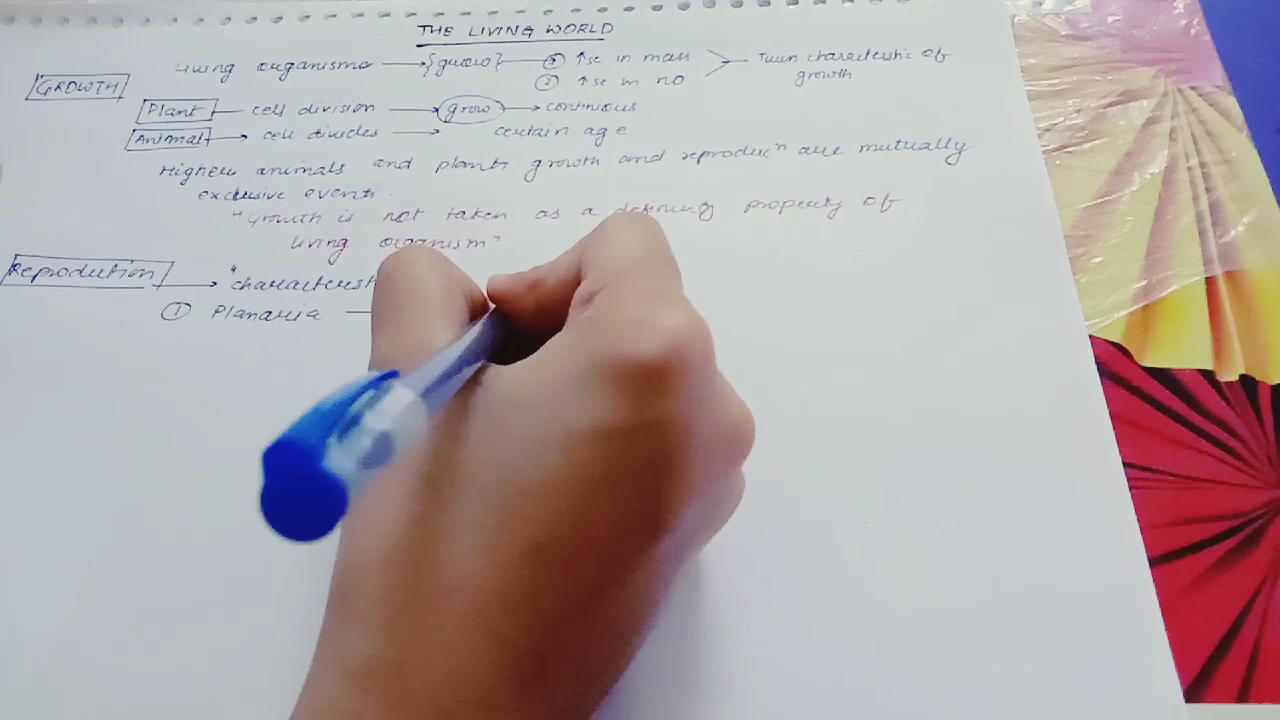 THE LIVING WORLD
GROWTH
Living organisms → {grow} → ① ↑se in mass
② ↑se in no
Twin characteristic of growth
Plant — cell division → grow → continious
Animal → cell divides → certain age
Higher animals and plants growth and reproducⁿ are mutually
exclusive events.
"Growth is not taken as a defining property of
living organism"
Reproduction → "characterist
① Planaria —